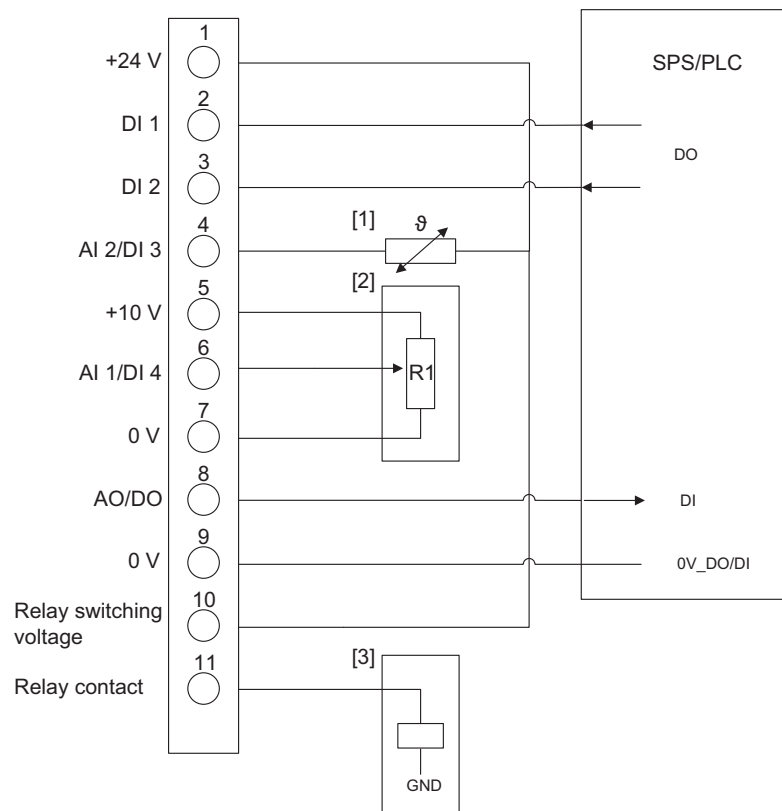 SPS/PLC
1
+24 V
2
DI 1
DO
3
DI 2
4
[1]
ϑ
AI 2/DI 3
5
[2]
+10 V
6
AI 1/DI 4
R1
7
0 V
8
AO/DO
DI
9
0 V
0V_DO/DI
10
Relay switching
voltage
11
[3]
Relay contact
GND